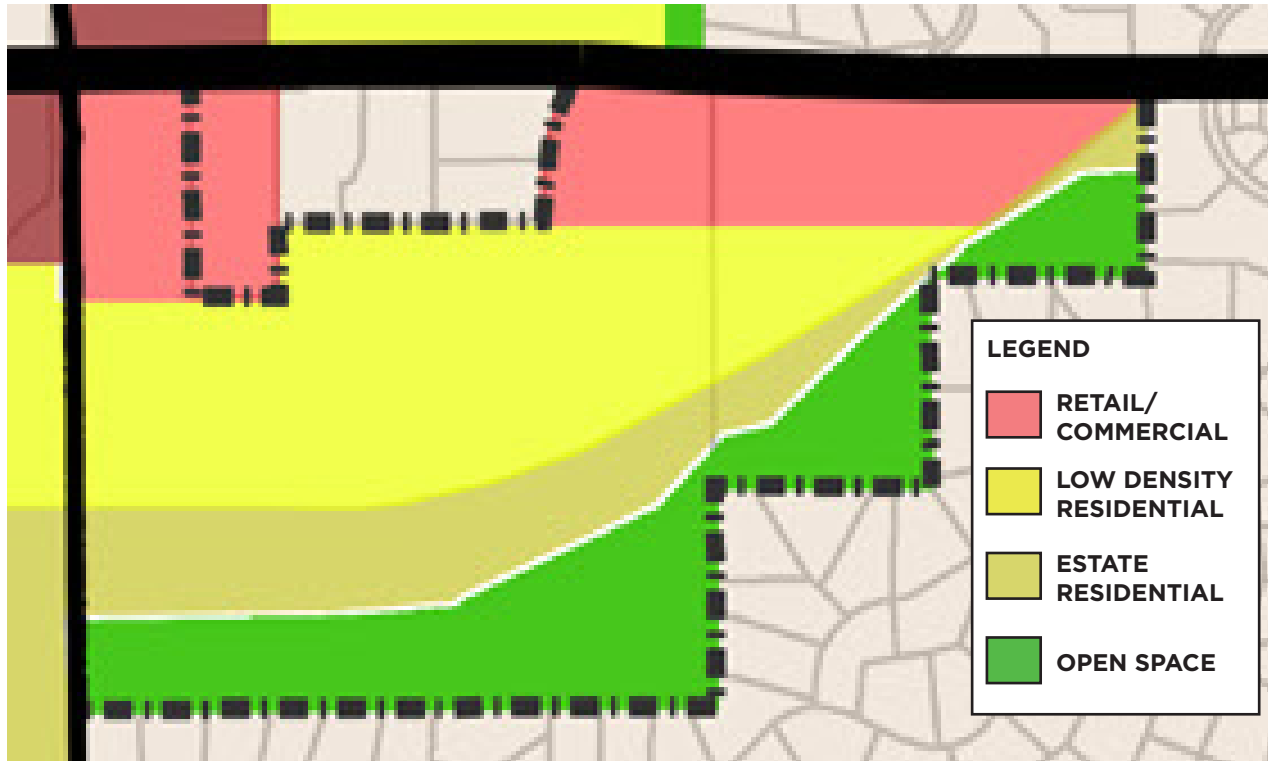 LEGEND
RETAIL/
COMMERCIAL
LOW DENSITY
RESIDENTIAL
ESTATE
RESIDENTIAL
OPEN SPACE